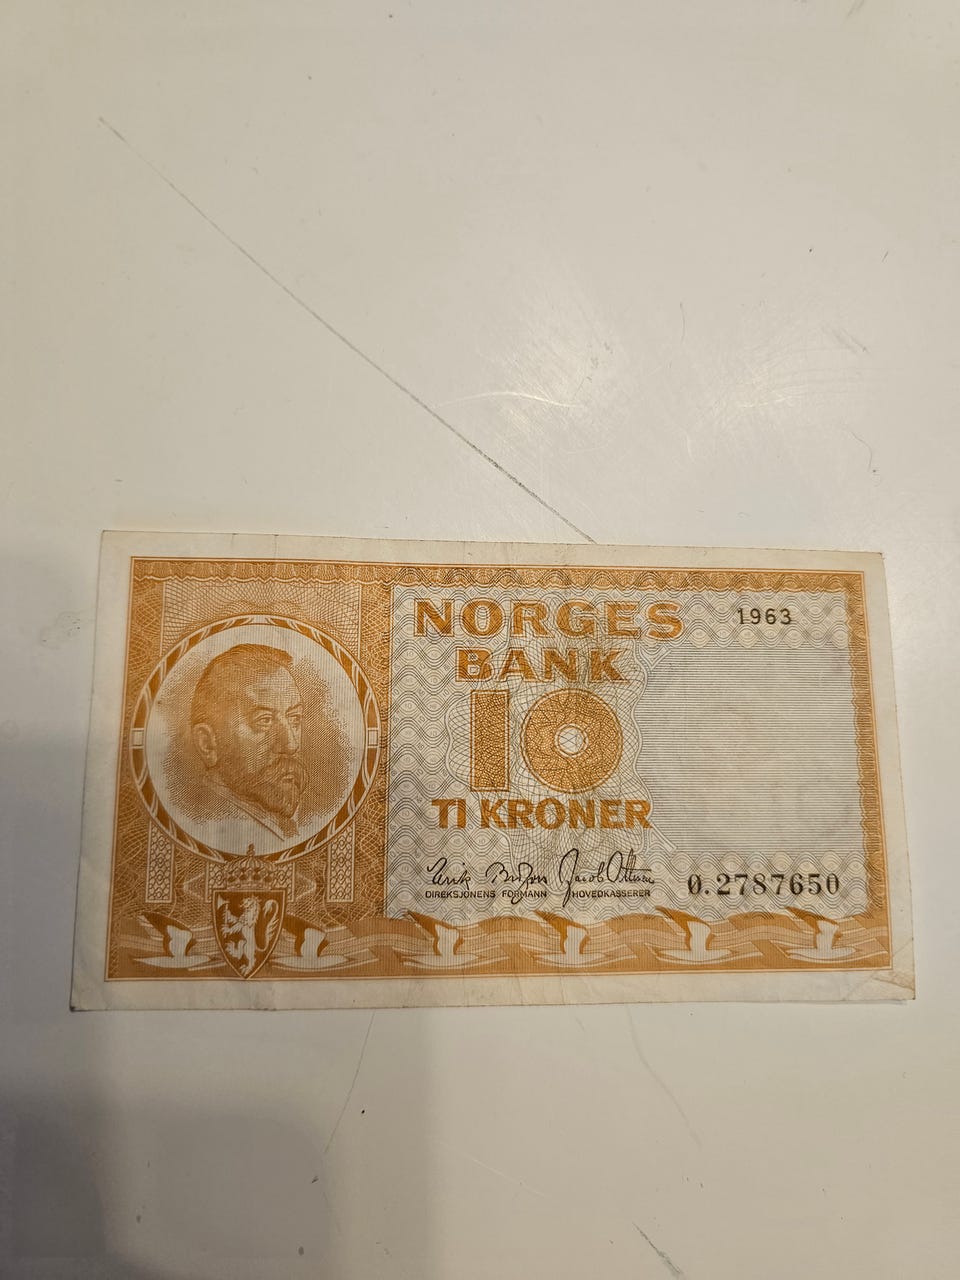 NORGES
BANK
1963
10
TI KRONER
DIREKSJONENS FORMANN HOVEDKASSERER
Ø.2787650